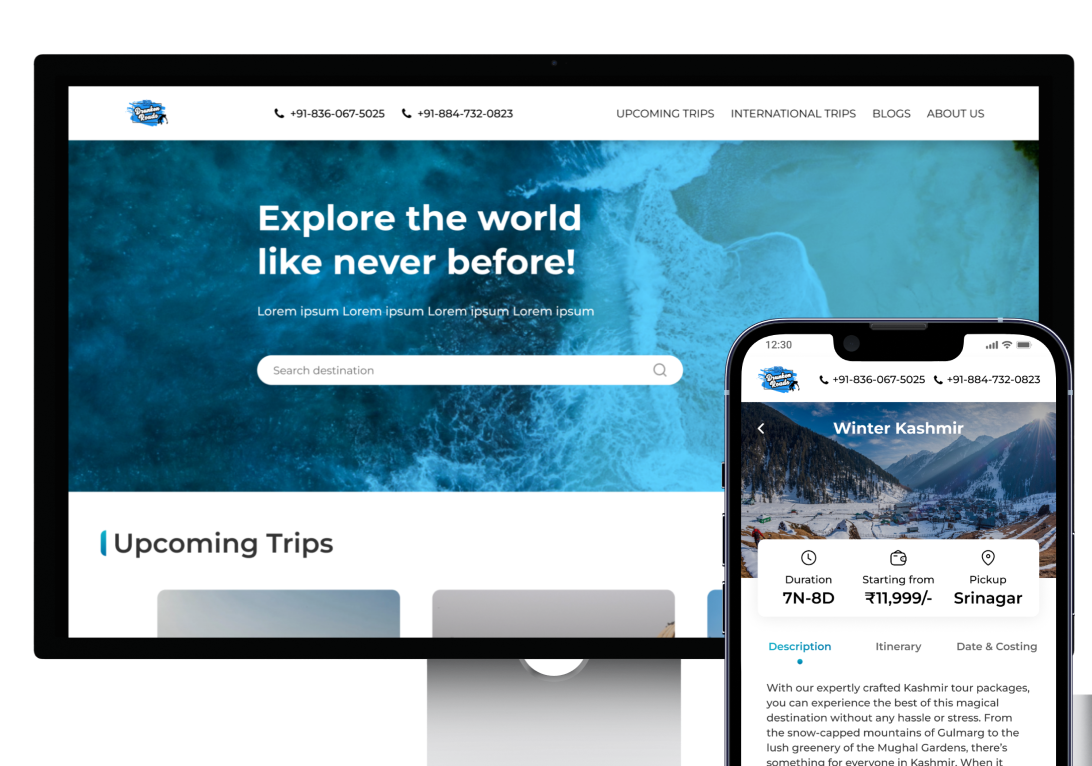 Drunken
Roads
+91-836-067-5025 +91-884-732-0823
UPCOMING TRIPS INTERNATIONAL TRIPS BLOGS ABOUT US
Explore the world
like never before!
Lorem ipsum Lorem ipsum Lorem ipsum Lorem ipsum
Search destination
Upcoming Trips
12:30
Drunken
Roads
+91-836-067-5025 +91-884-732-0823
Winter Kashmir
Duration Starting from Pickup
7N-8D ₹11,999/- Srinagar
Description Itinerary Date & Costing
With our expertly crafted Kashmir tour packages,
you can experience the best of this magical
destination without any hassle or stress. From
the snow-capped mountains of Gulmarg to the
lush greenery of the Mughal Gardens, there's
something for everyone in Kashmir. When it